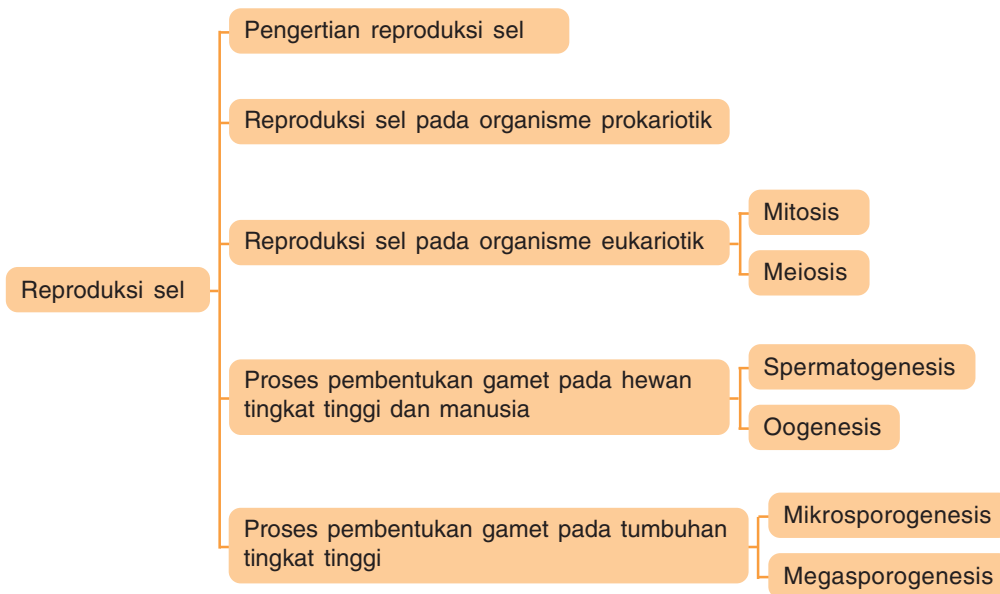 Pengertian reproduksi sel
Reproduksi sel pada organisme prokariotik
Reproduksi sel pada organisme eukariotik
Mitosis
Meiosis
Reproduksi sel
Proses pembentukan gamet pada hewan
tingkat tinggi dan manusia
Spermatogenesis
Oogenesis
Proses pembentukan gamet pada tumbuhan
tingkat tinggi
Mikrosporogenesis
Megasporogenesis